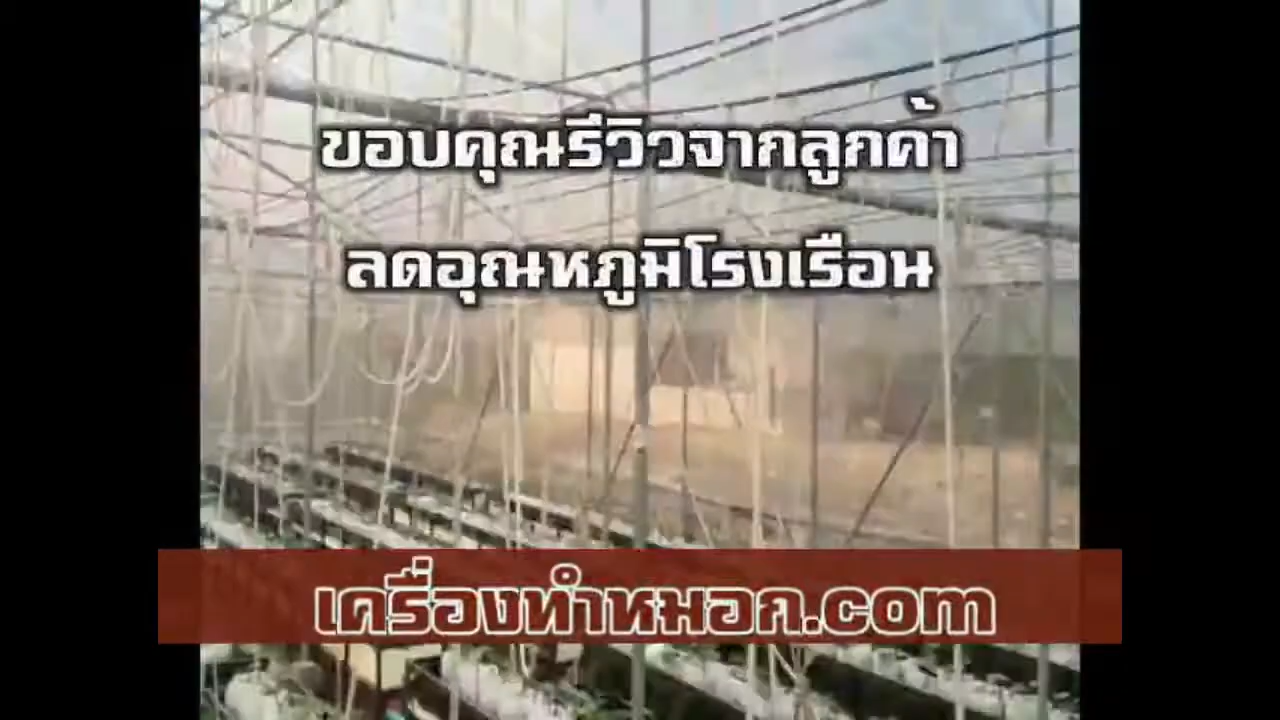 ขอบคุณรีวิวจากลูกค้า
ลดอุณหภูมิโรงเรือน
เครื่องทำหมอก.com